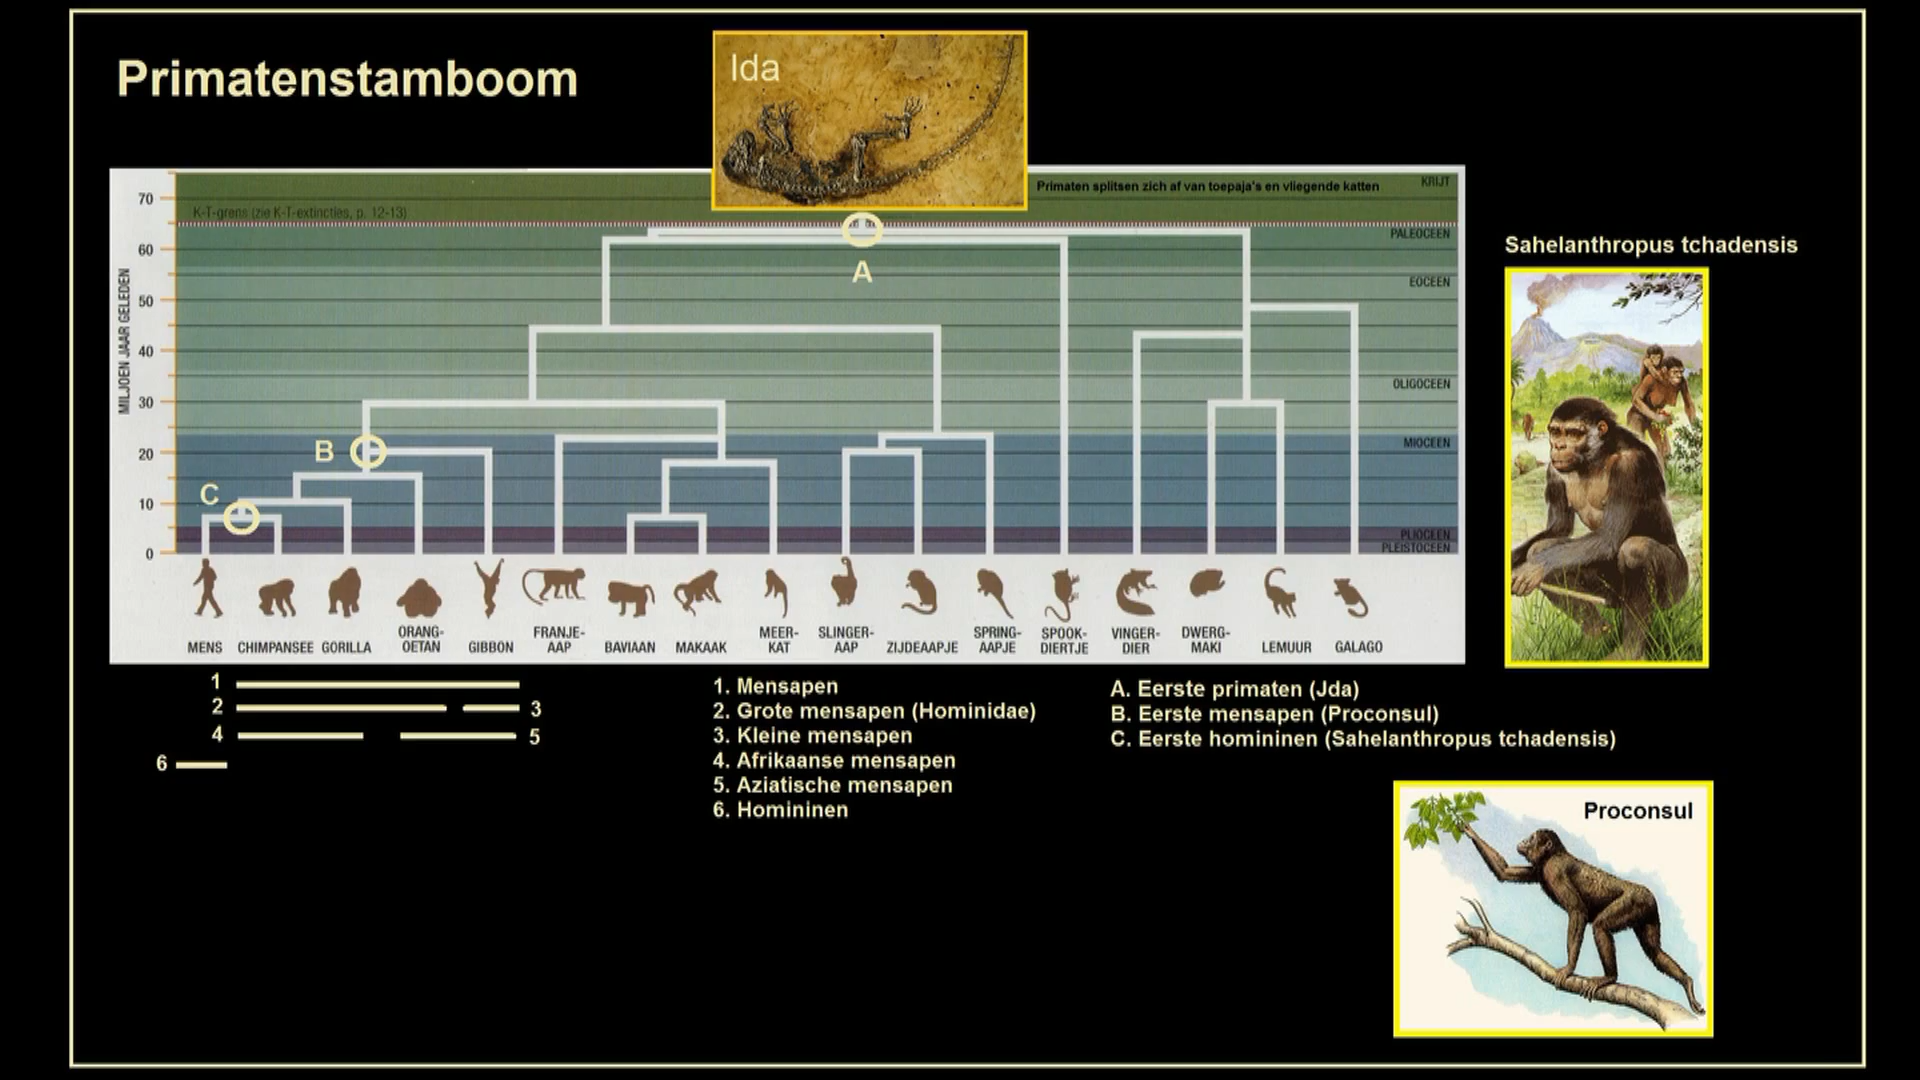 Primatenstamboom
Ida
Primaten splitsen zich af van toepaja's en vliegende katten
KRIJT
K-T-grens (zie K-T-extincties, p. 12-13)
MILJOEN JAAR GELEDEN
70
60
50
40
30
20
10
0
PALEOCEEN
EOCEEN
OLIGOCEEN
MIOCEEN
PLIOCEEN
PLEISTOCEEN
A
B
C
MENS
CHIMPANSEE
GORILLA
ORANG-
OETAN
GIBBON
FRANJE-
AAP
BAVIAAN
MAKAAK
MEER-
KAT
SLINGER-
AAP
ZIJDEAAPJE
SPRING-
AAPJE
SPOOK-
DIERTJE
VINGER-
DIER
DWERG-
MAKI
LEMUUR
GALAGO
Sahelanthropus tchadensis
1
2
3
4
5
6
1. Mensapen
2. Grote mensapen (Hominidae)
3. Kleine mensapen
4. Afrikaanse mensapen
5. Aziatische mensapen
6. Homininen
A. Eerste primaten (Jda)
B. Eerste mensapen (Proconsul)
C. Eerste homininen (Sahelanthropus tchadensis)
Proconsul